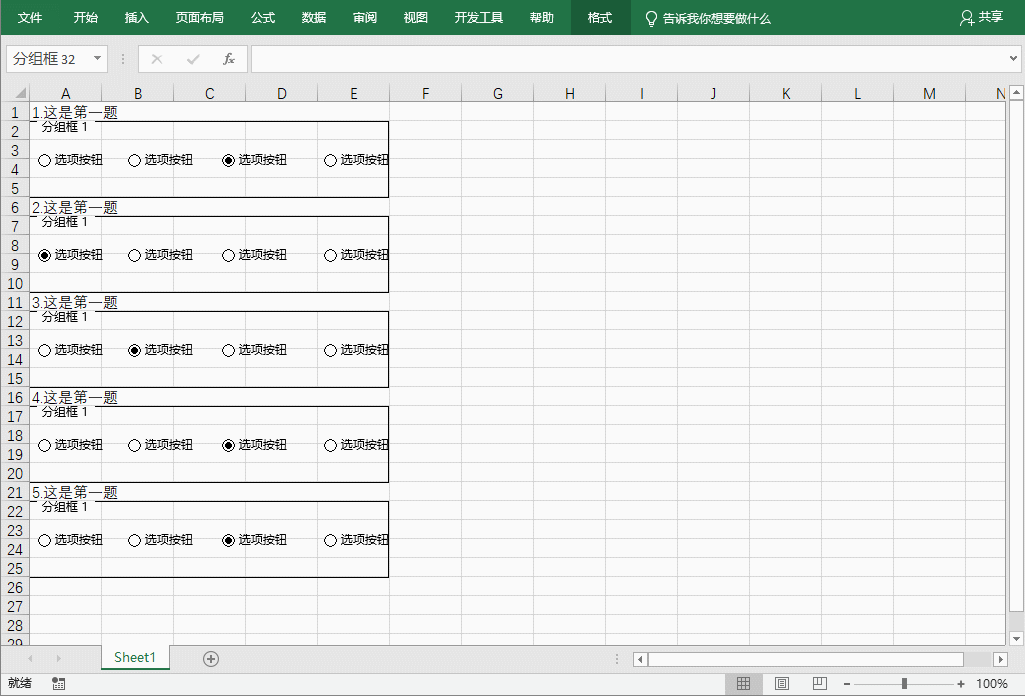 文件 开始 插入 页面布局 公式 数据 审阅 视图 开发工具 帮助 格式 告诉我你想要做什么 共享
分组框 32 fx
A B C D E F G H I J K L M N
1 1.这是第一题
2 分组框 1
3 选项按钮 选项按钮 选项按钮 选项按钮
4
5
6 2.这是第一题
7 分组框 1
8 选项按钮 选项按钮 选项按钮 选项按钮
9
10
11 3.这是第一题
12 分组框 1
13 选项按钮 选项按钮 选项按钮 选项按钮
14
15
16 4.这是第一题
17 分组框 1
18 选项按钮 选项按钮 选项按钮 选项按钮
19
20
21 5.这是第一题
22 分组框 1
23 选项按钮 选项按钮 选项按钮 选项按钮
24
25
26
27
28
29
Sheet1
就绪 100%